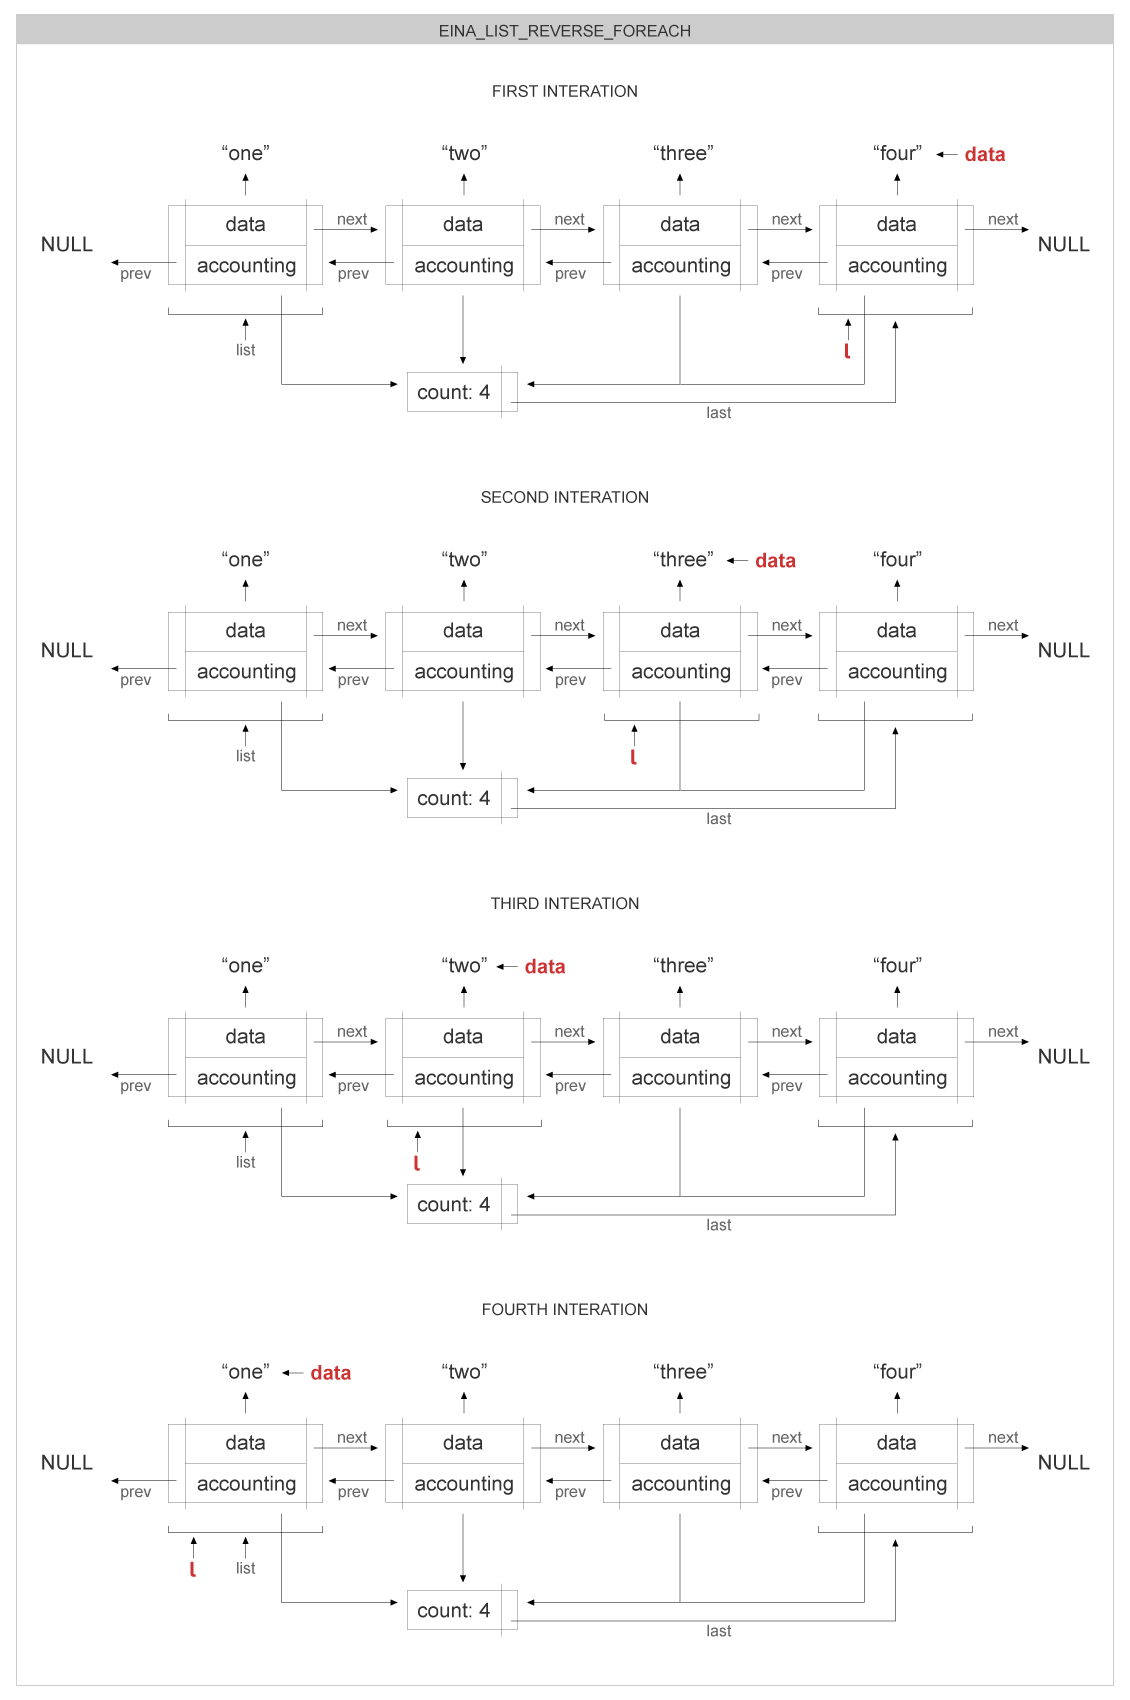 EINA_LIST_REVERSE_FOREACH
FIRST INTERATION
“one” “two” “three” “four” data
data next data next data next data next
NULL NULL
prev accounting prev accounting prev accounting prev accounting
list l
count: 4
last
SECOND INTERATION
“one” “two” “three” data “four”
data next data next data next data next
NULL NULL
prev accounting prev accounting prev accounting prev accounting
list l
count: 4
last
THIRD INTERATION
“one” “two” data “three” “four”
data next data next data next data next
NULL NULL
prev accounting prev accounting prev accounting prev accounting
list l
count: 4
last
FOURTH INTERATION
“one” data “two” “three” “four”
data next data next data next data next
NULL NULL
prev accounting prev accounting prev accounting prev accounting
l list
count: 4
last